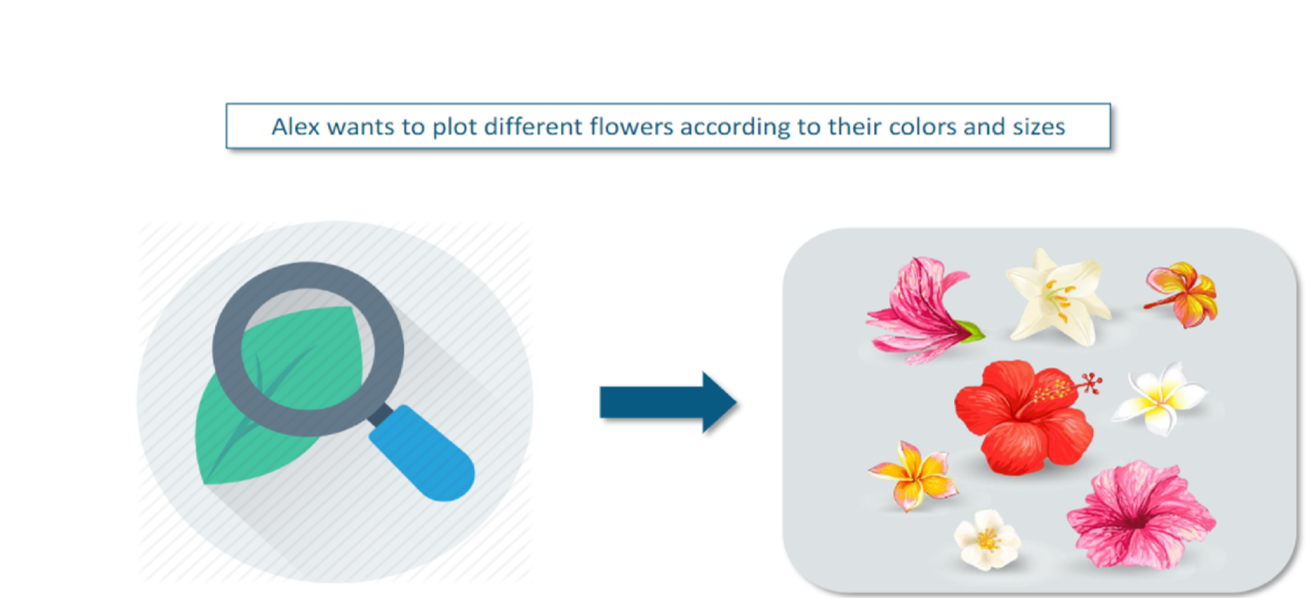 Alex wants to plot different flowers according to their colors and sizes